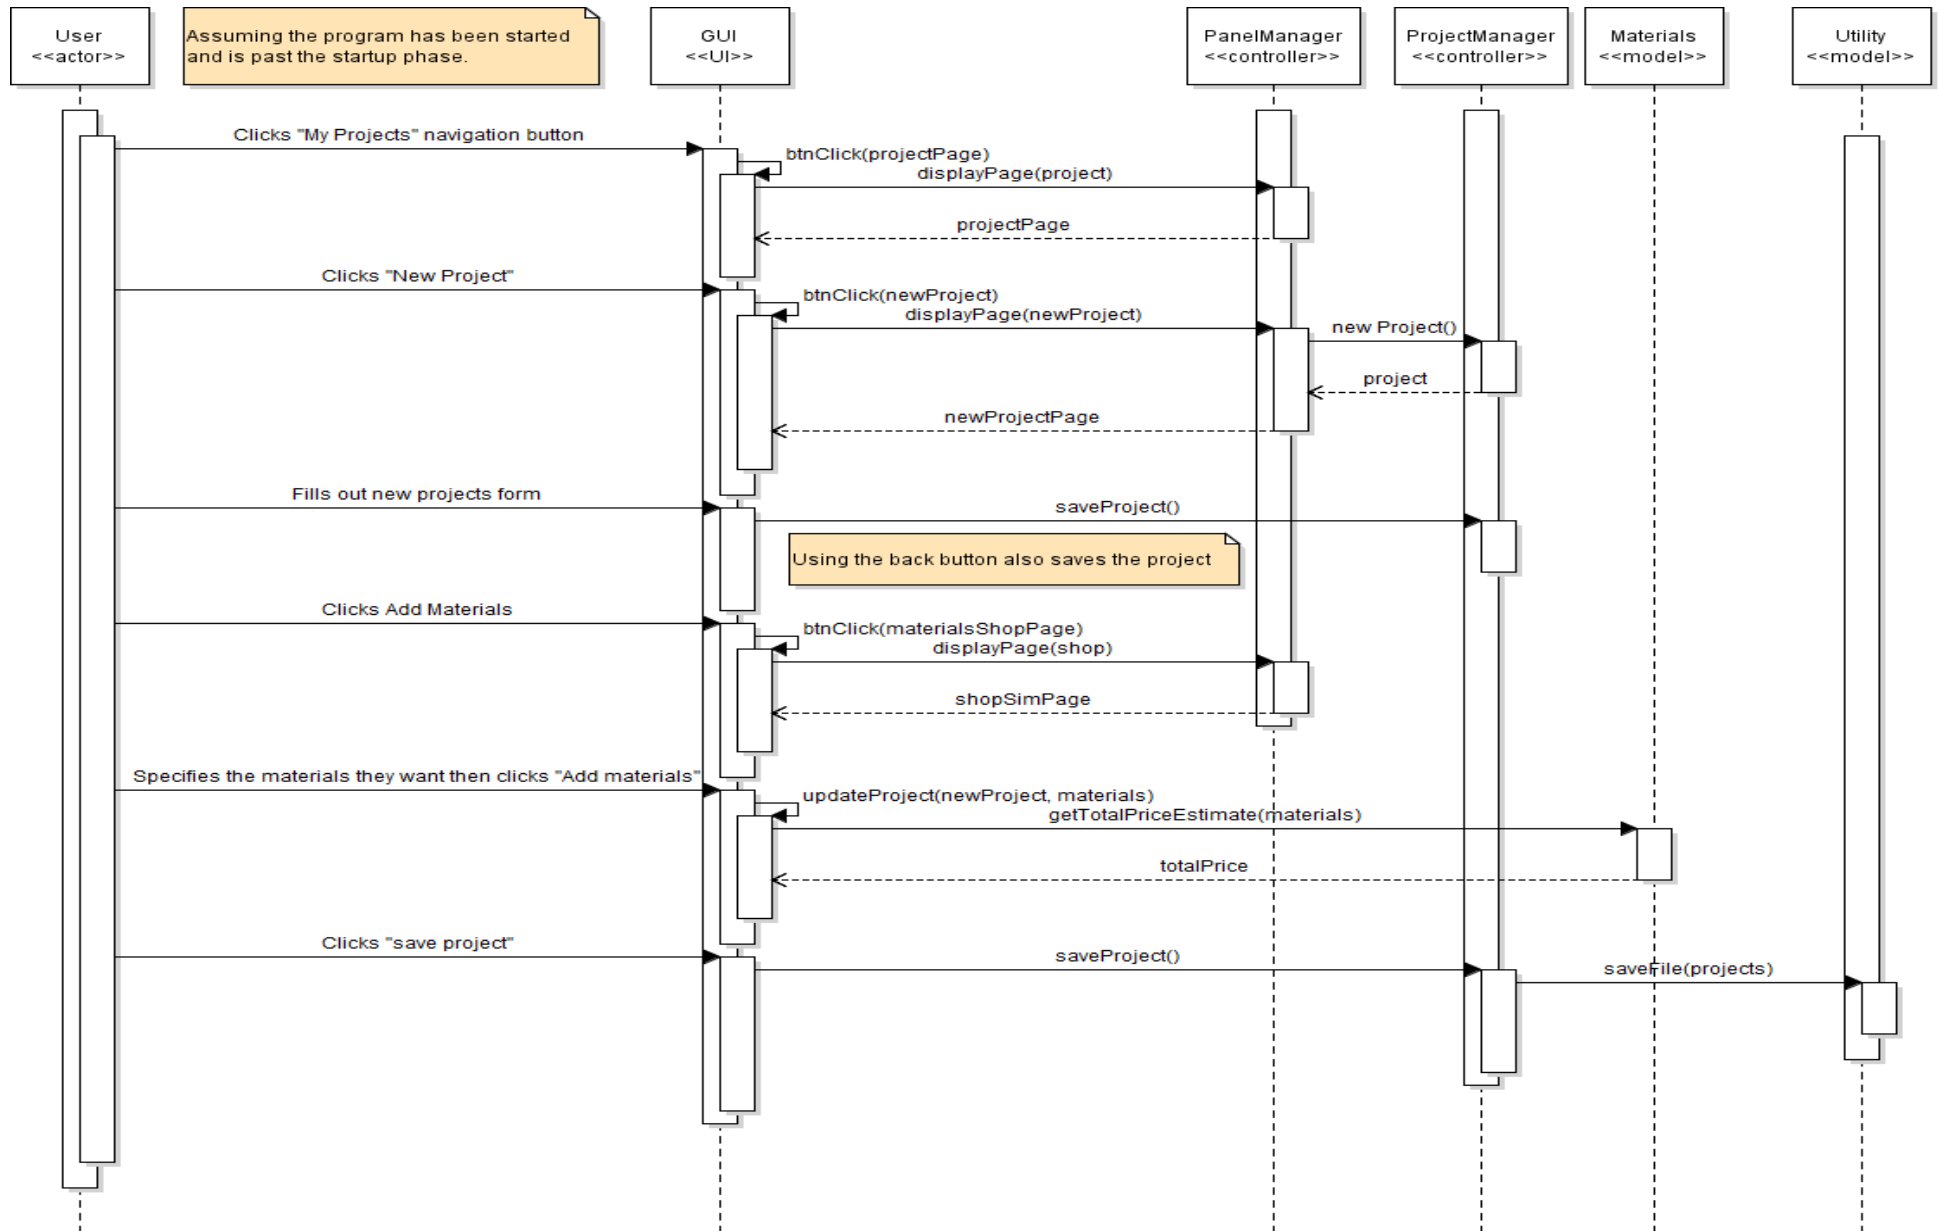 User
<<actor>>
Assuming the program has been started
and is past the startup phase.
GUI
<<UI>>
PanelManager
<<controller>>
ProjectManager
<<controller>>
Materials
<<model>>
Utility
<<model>>
Clicks "My Projects" navigation button
btnClick(projectPage)
displayPage(project)
projectPage
Clicks "New Project"
btnClick(newProject)
displayPage(newProject)
new Project()
project
newProjectPage
Fills out new projects form
saveProject()
Using the back button also saves the project
Clicks Add Materials
btnClick(materialsShopPage)
displayPage(shop)
shopSimPage
Specifies the materials they want then clicks "Add materials"
updateProject(newProject, materials)
getTotalPriceEstimate(materials)
totalPrice
Clicks "save project"
saveProject()
saveFile(projects)